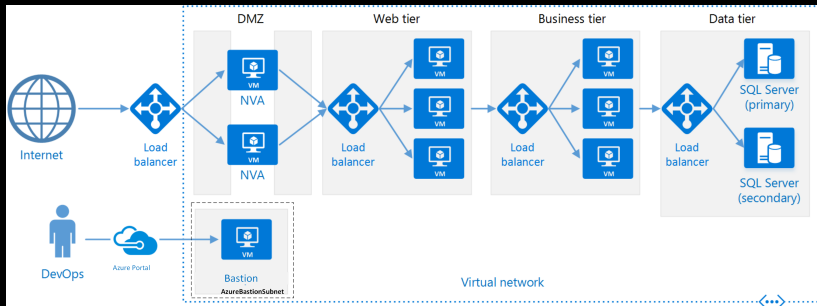 DMZ
Web tier
Business tier
Data tier
VM
NVA
VM
NVA
Internet
Load
balancer
Load
balancer
VM
VM
VM
Load
balancer
VM
VM
VM
Load
balancer
SQL Server
(primary)
SQL Server
(secondary)
DevOps
Azure Portal
VM
Bastion
AzureBastionSubnet
Virtual network